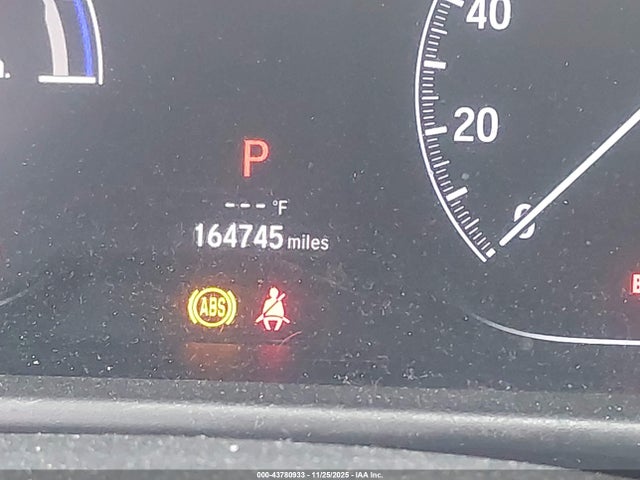 40
20
0
P
---°F
164745 miles
ABS
000-43780933 - 11/25/2025 - IAA Inc.